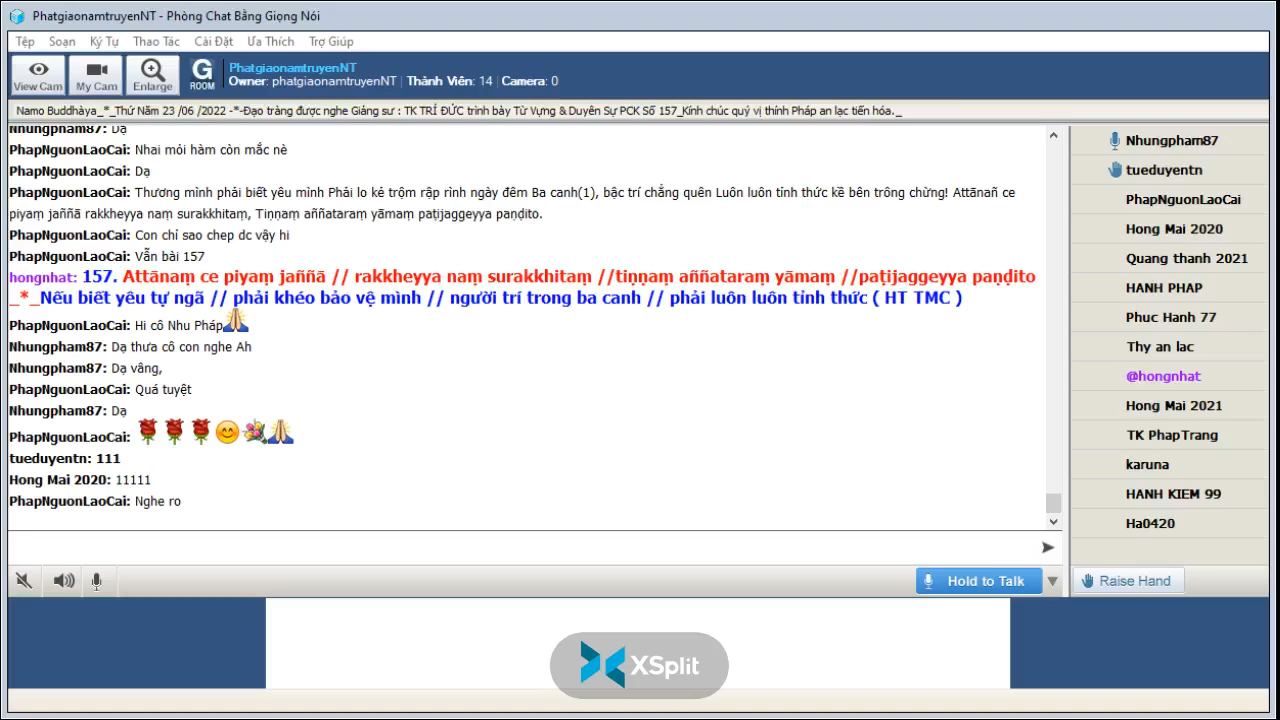 PhatgiaonamtruyenNT - Phòng Chat Bằng Giọng Nói
Tệp Soạn Ký Tự Thao Tác Cài Đặt Ưa Thích Trợ Giúp
View Cam My Cam Enlarge G ROOM
PhatgiaonamtruyenNT
Owner: phatgiaonamtruyenNT | Thành Viên: 14 | Camera: 0
Namo Buddhàya_*_Thứ Năm 23 /06 /2022 -*-Đạo tràng được nghe Giảng sư : TK TRÍ ĐỨC trình bày Từ Vựng & Duyên Sự PCK Số 157_Kính chúc quý vị thính Pháp an lạc tiến hóa._
Nhungpham87: Dạ
PhapNguonLaoCai: Nhai mỏi hàm còn mắc nè
PhapNguonLaoCai: Dạ
PhapNguonLaoCai: Thương mình phải biết yêu mình Phải lo kẻ trộm rập rình ngày đêm Ba canh(1), bậc trí chẳng quên Luôn luôn tỉnh thức kề bên trông chừng! Attānañ ce
piyaṃ jaññā rakkheyya naṃ surakkhitaṃ, Tiṇṇaṃ aññataraṃ yāmaṃ paṭijaggeyya paṇḍito.
PhapNguonLaoCai: Con chỉ sao chep dc vậy hi
PhapNguonLaoCai: Vẫn bài 157
hongnhat: 157. Attānaṃ ce piyaṃ jaññā // rakkheyya naṃ surakkhitaṃ //tiṇṇaṃ aññataraṃ yāmaṃ //paṭijaggeyya paṇḍito
_*_Nếu biết yêu tự ngã // phải khéo bảo vệ mình // người trí trong ba canh // phải luôn luôn tỉnh thức ( HT TMC )
PhapNguonLaoCai: Hi cô Nhu Pháp
Nhungpham87: Dạ thưa cô con nghe Ah
Nhungpham87: Dạ vâng,
PhapNguonLaoCai: Quá tuyệt
Nhungpham87: Dạ
PhapNguonLaoCai:
tueduyentn: 111
Hong Mai 2020: 11111
PhapNguonLaoCai: Nghe ro
Nhungpham87
tueduyentn
PhapNguonLaoCai
Hong Mai 2020
Quang thanh 2021
HẠNH PHAP
Phuc Hanh 77
Thy an lac
@hongnhat
Hong Mai 2021
TK PhapTrang
karuna
HẠNH KIEM 99
Ha0420
Hold to Talk
Raise Hand
XSplit